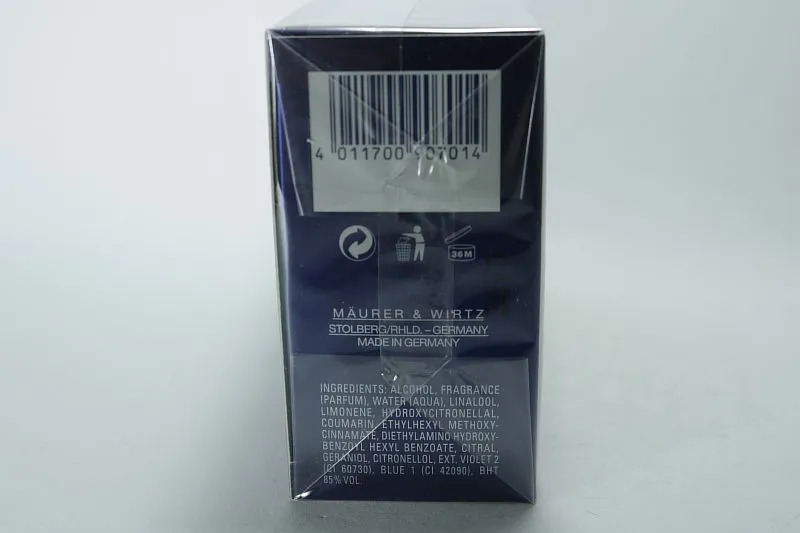 4 011700 907014
36M
MÄURER & WIRTZ
STOLBERG/RHLD. – GERMANY
MADE IN GERMANY
INGREDIENTS: ALCOHOL, FRAGRANCE
(PARFUM), WATER (AQUA), LINALOOL,
LIMONENE, HYDROXYCITRONELLAL,
COUMARIN, ETHYLHEXYL METHOXY-
CINNAMATE, DIETHYLAMINO HYDROXY-
BENZOYL HEXYL BENZOATE, CITRAL,
GERANIOL, CITRONELLOL, EXT. VIOLET 2
(CI 60730), BLUE 1 (CI 42090), BHT
85% VOL.